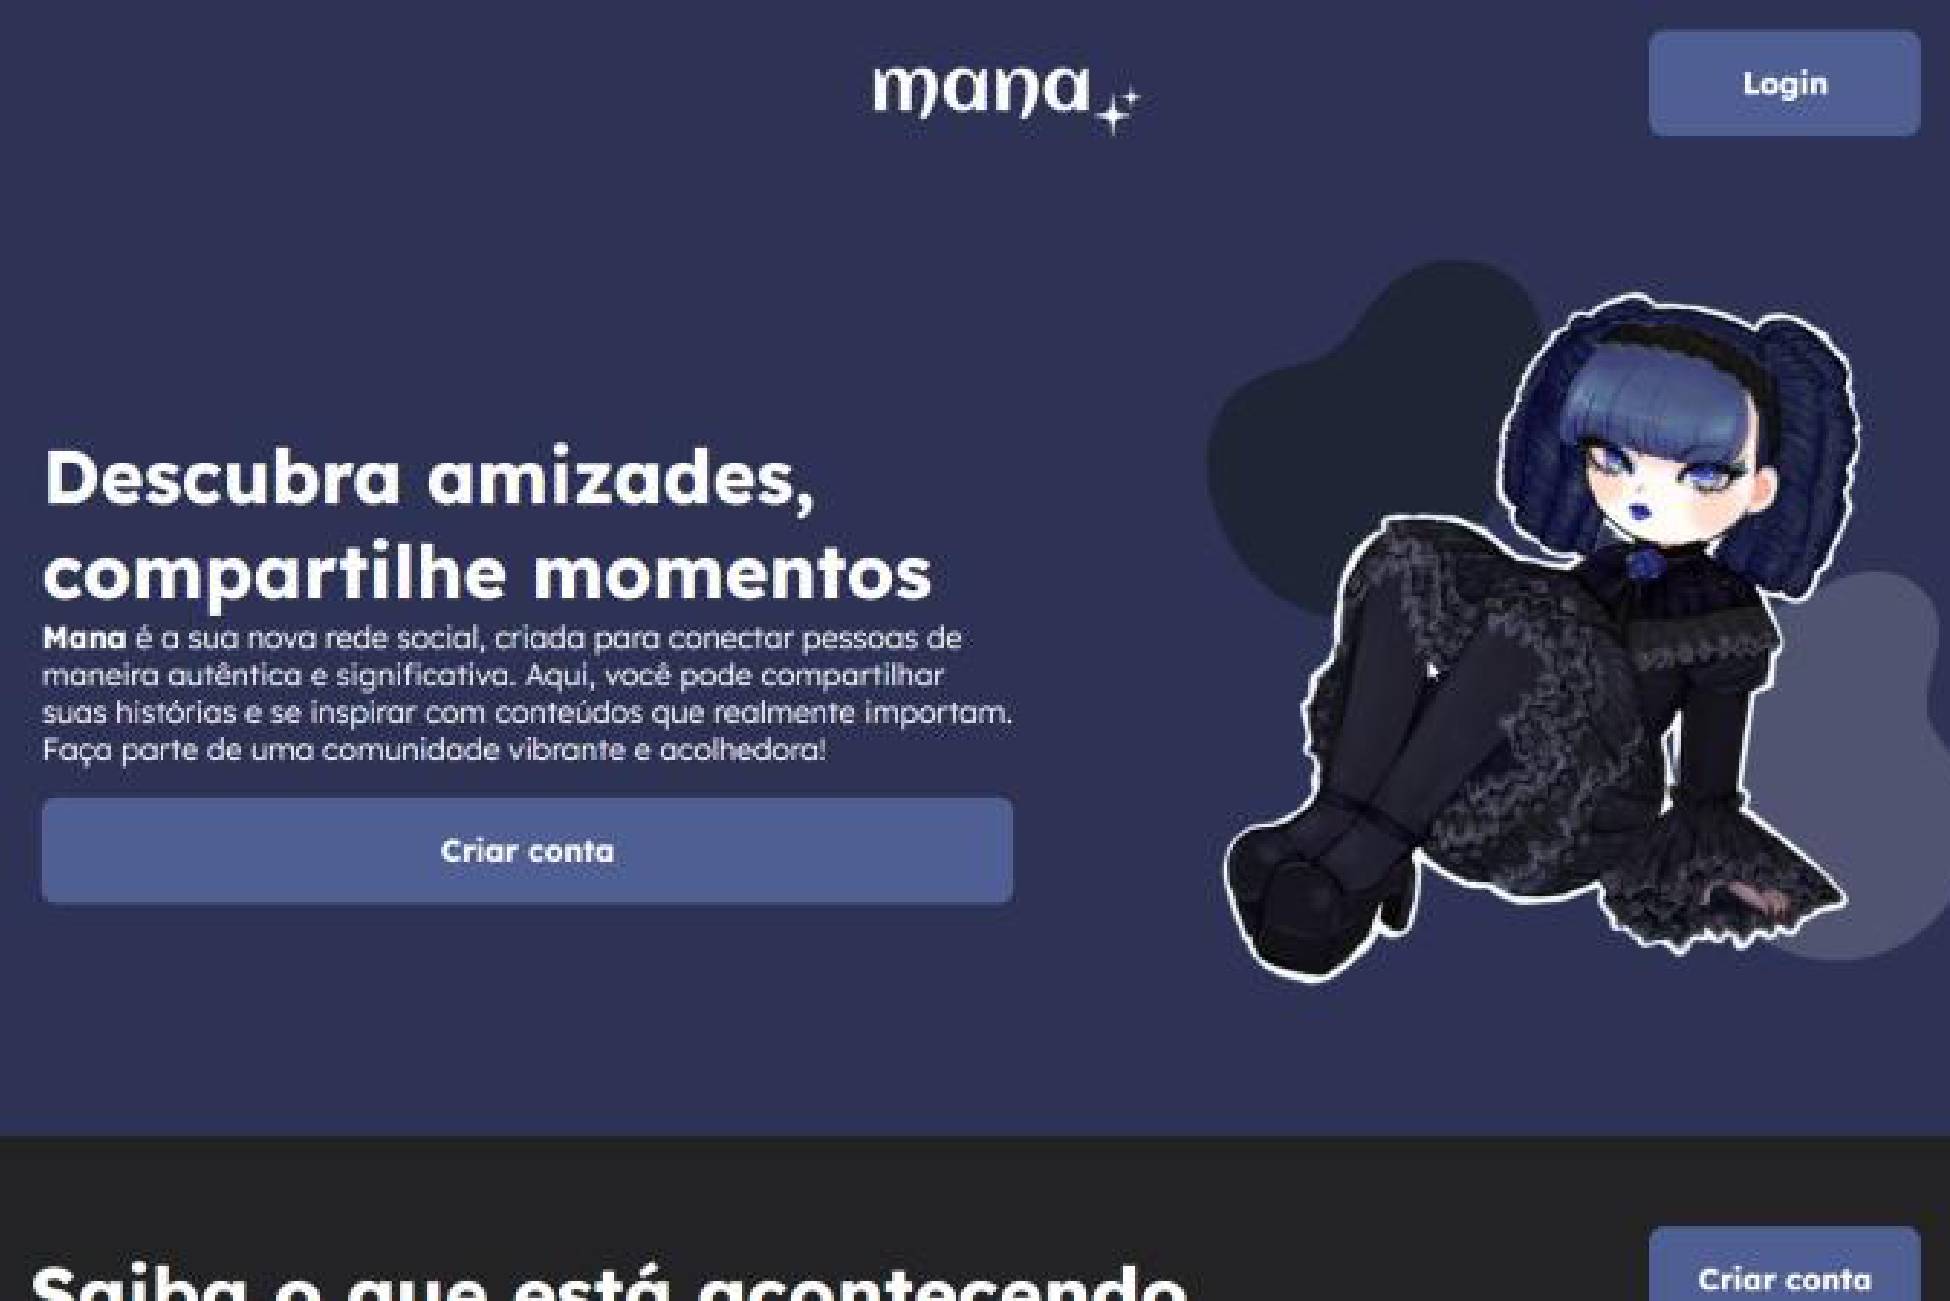 mana
Login
Descubra amizades,
compartilhe momentos
Mana é a sua nova rede social, criada para conectar pessoas de
maneira autêntica e significativa. Aqui, você pode compartilhar
suas histórias e se inspirar com conteúdos que realmente importam.
Faça parte de uma comunidade vibrante e acolhedora!
Criar conta
Saiba o que está acontecendo
Criar conta